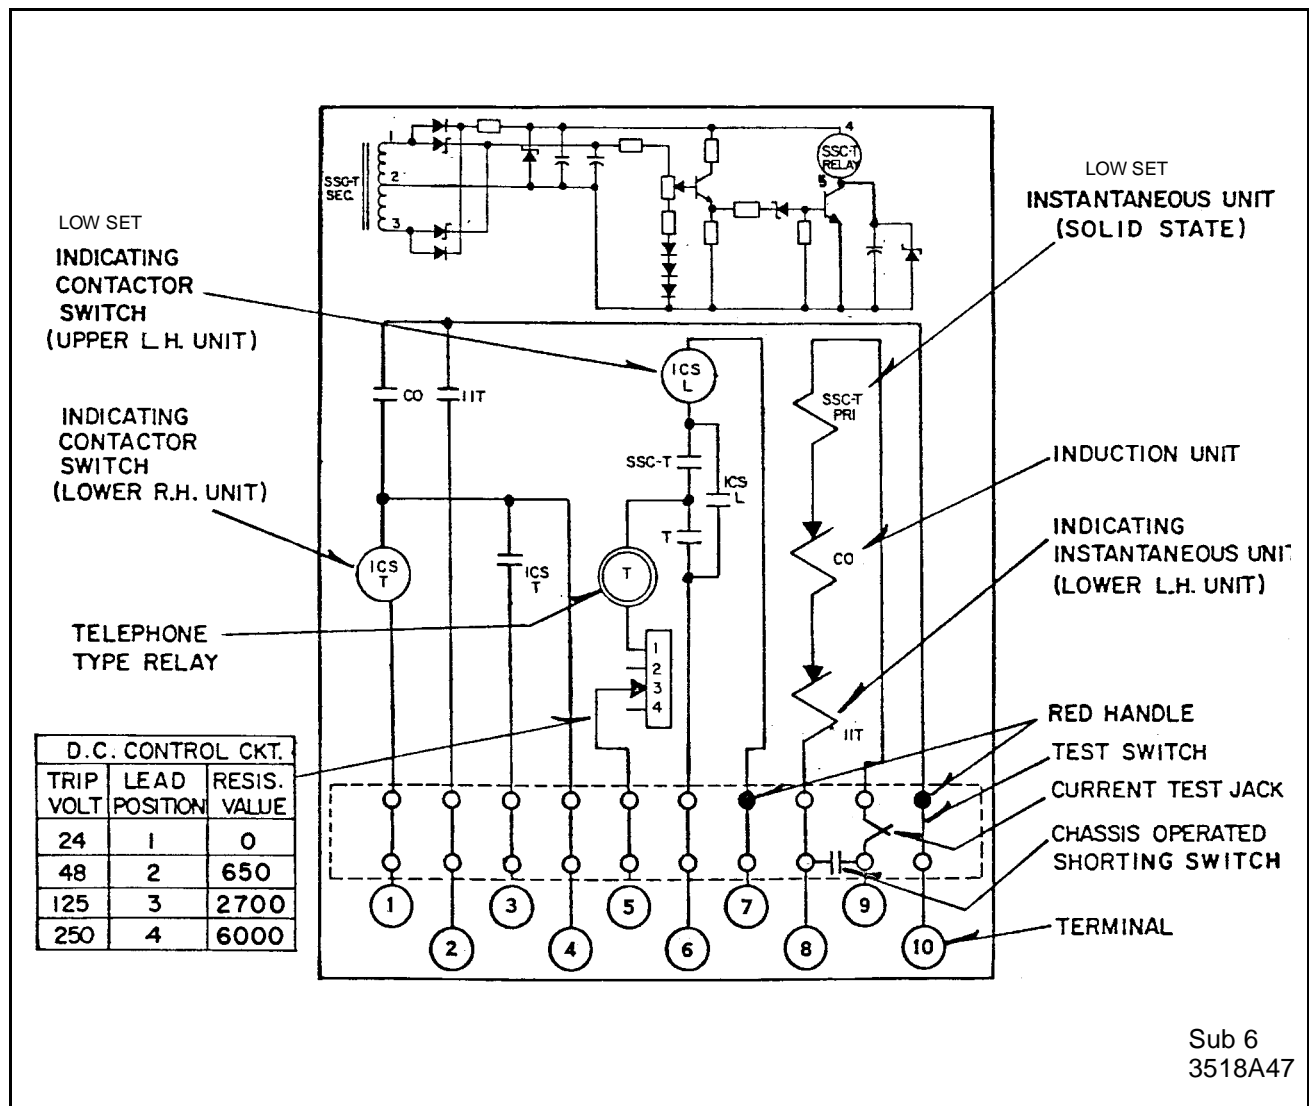 1
4
SSC-T
RELAY
5
SSC-T
SEC.
2
3
LOW SET
INDICATING
CONTACTOR
SWITCH
(UPPER L.H. UNIT)
LOW SET
INSTANTANEOUS UNIT
(SOLID STATE)
ICS
L
CO
IIT
SSC-T
PRI
INDICATING
CONTACTOR
SWITCH
(LOWER R.H. UNIT)
SSC-T
ICS
L
INDUCTION UNIT
T
CO
INDICATING
INSTANTANEOUS UNIT
(LOWER L.H. UNIT)
ICS
T
ICS
T
T
TELEPHONE
TYPE RELAY
1
2
3
4
IIT
RED HANDLE
TEST SWITCH
CURRENT TEST JACK
CHASSIS OPERATED
SHORTING SWITCH
TERMINAL
D.C. CONTROL CKT.
TRIP VOLT LEAD POSITION RESIS. VALUE
24 1 0
48 2 650
125 3 2700
250 4 6000
1 3 5 7 9
2 4 6 8 10
Sub 6
3518A47